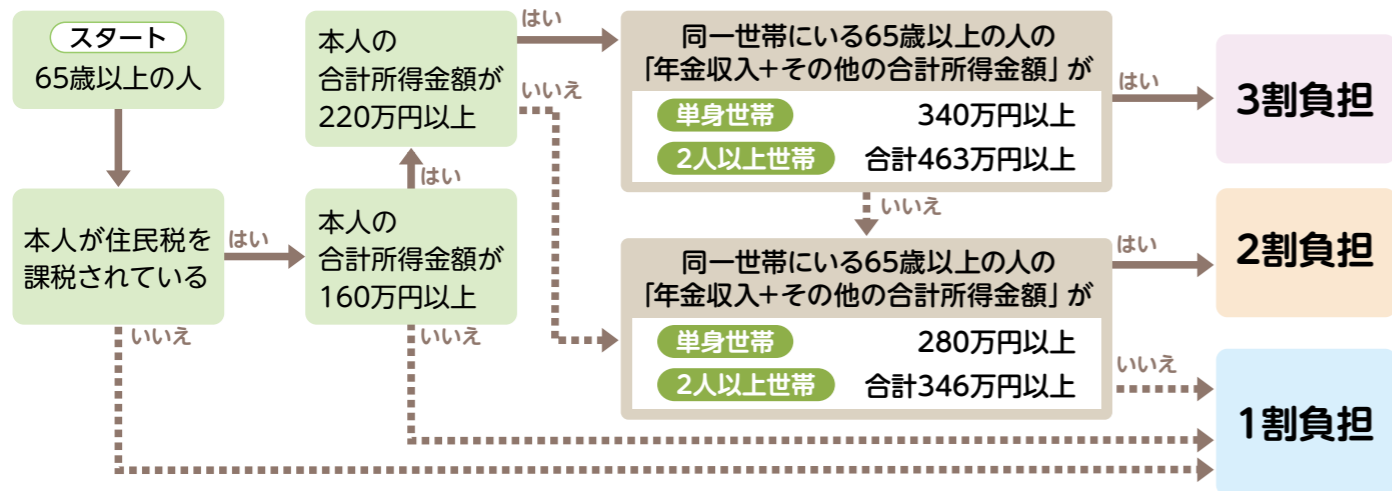 スタート
65歳以上の人
本人が住民税を
課税されている
はい
いいえ
本人の
合計所得金額が
160万円以上
はい
いいえ
本人の
合計所得金額が
220万円以上
はい
いいえ
同一世帯にいる65歳以上の人の
「年金収入+その他の合計所得金額」が
単身世帯 340万円以上
2人以上世帯 合計463万円以上
はい
いいえ
同一世帯にいる65歳以上の人の
「年金収入+その他の合計所得金額」が
単身世帯 280万円以上
2人以上世帯 合計346万円以上
はい
いいえ
3割負担
2割負担
1割負担